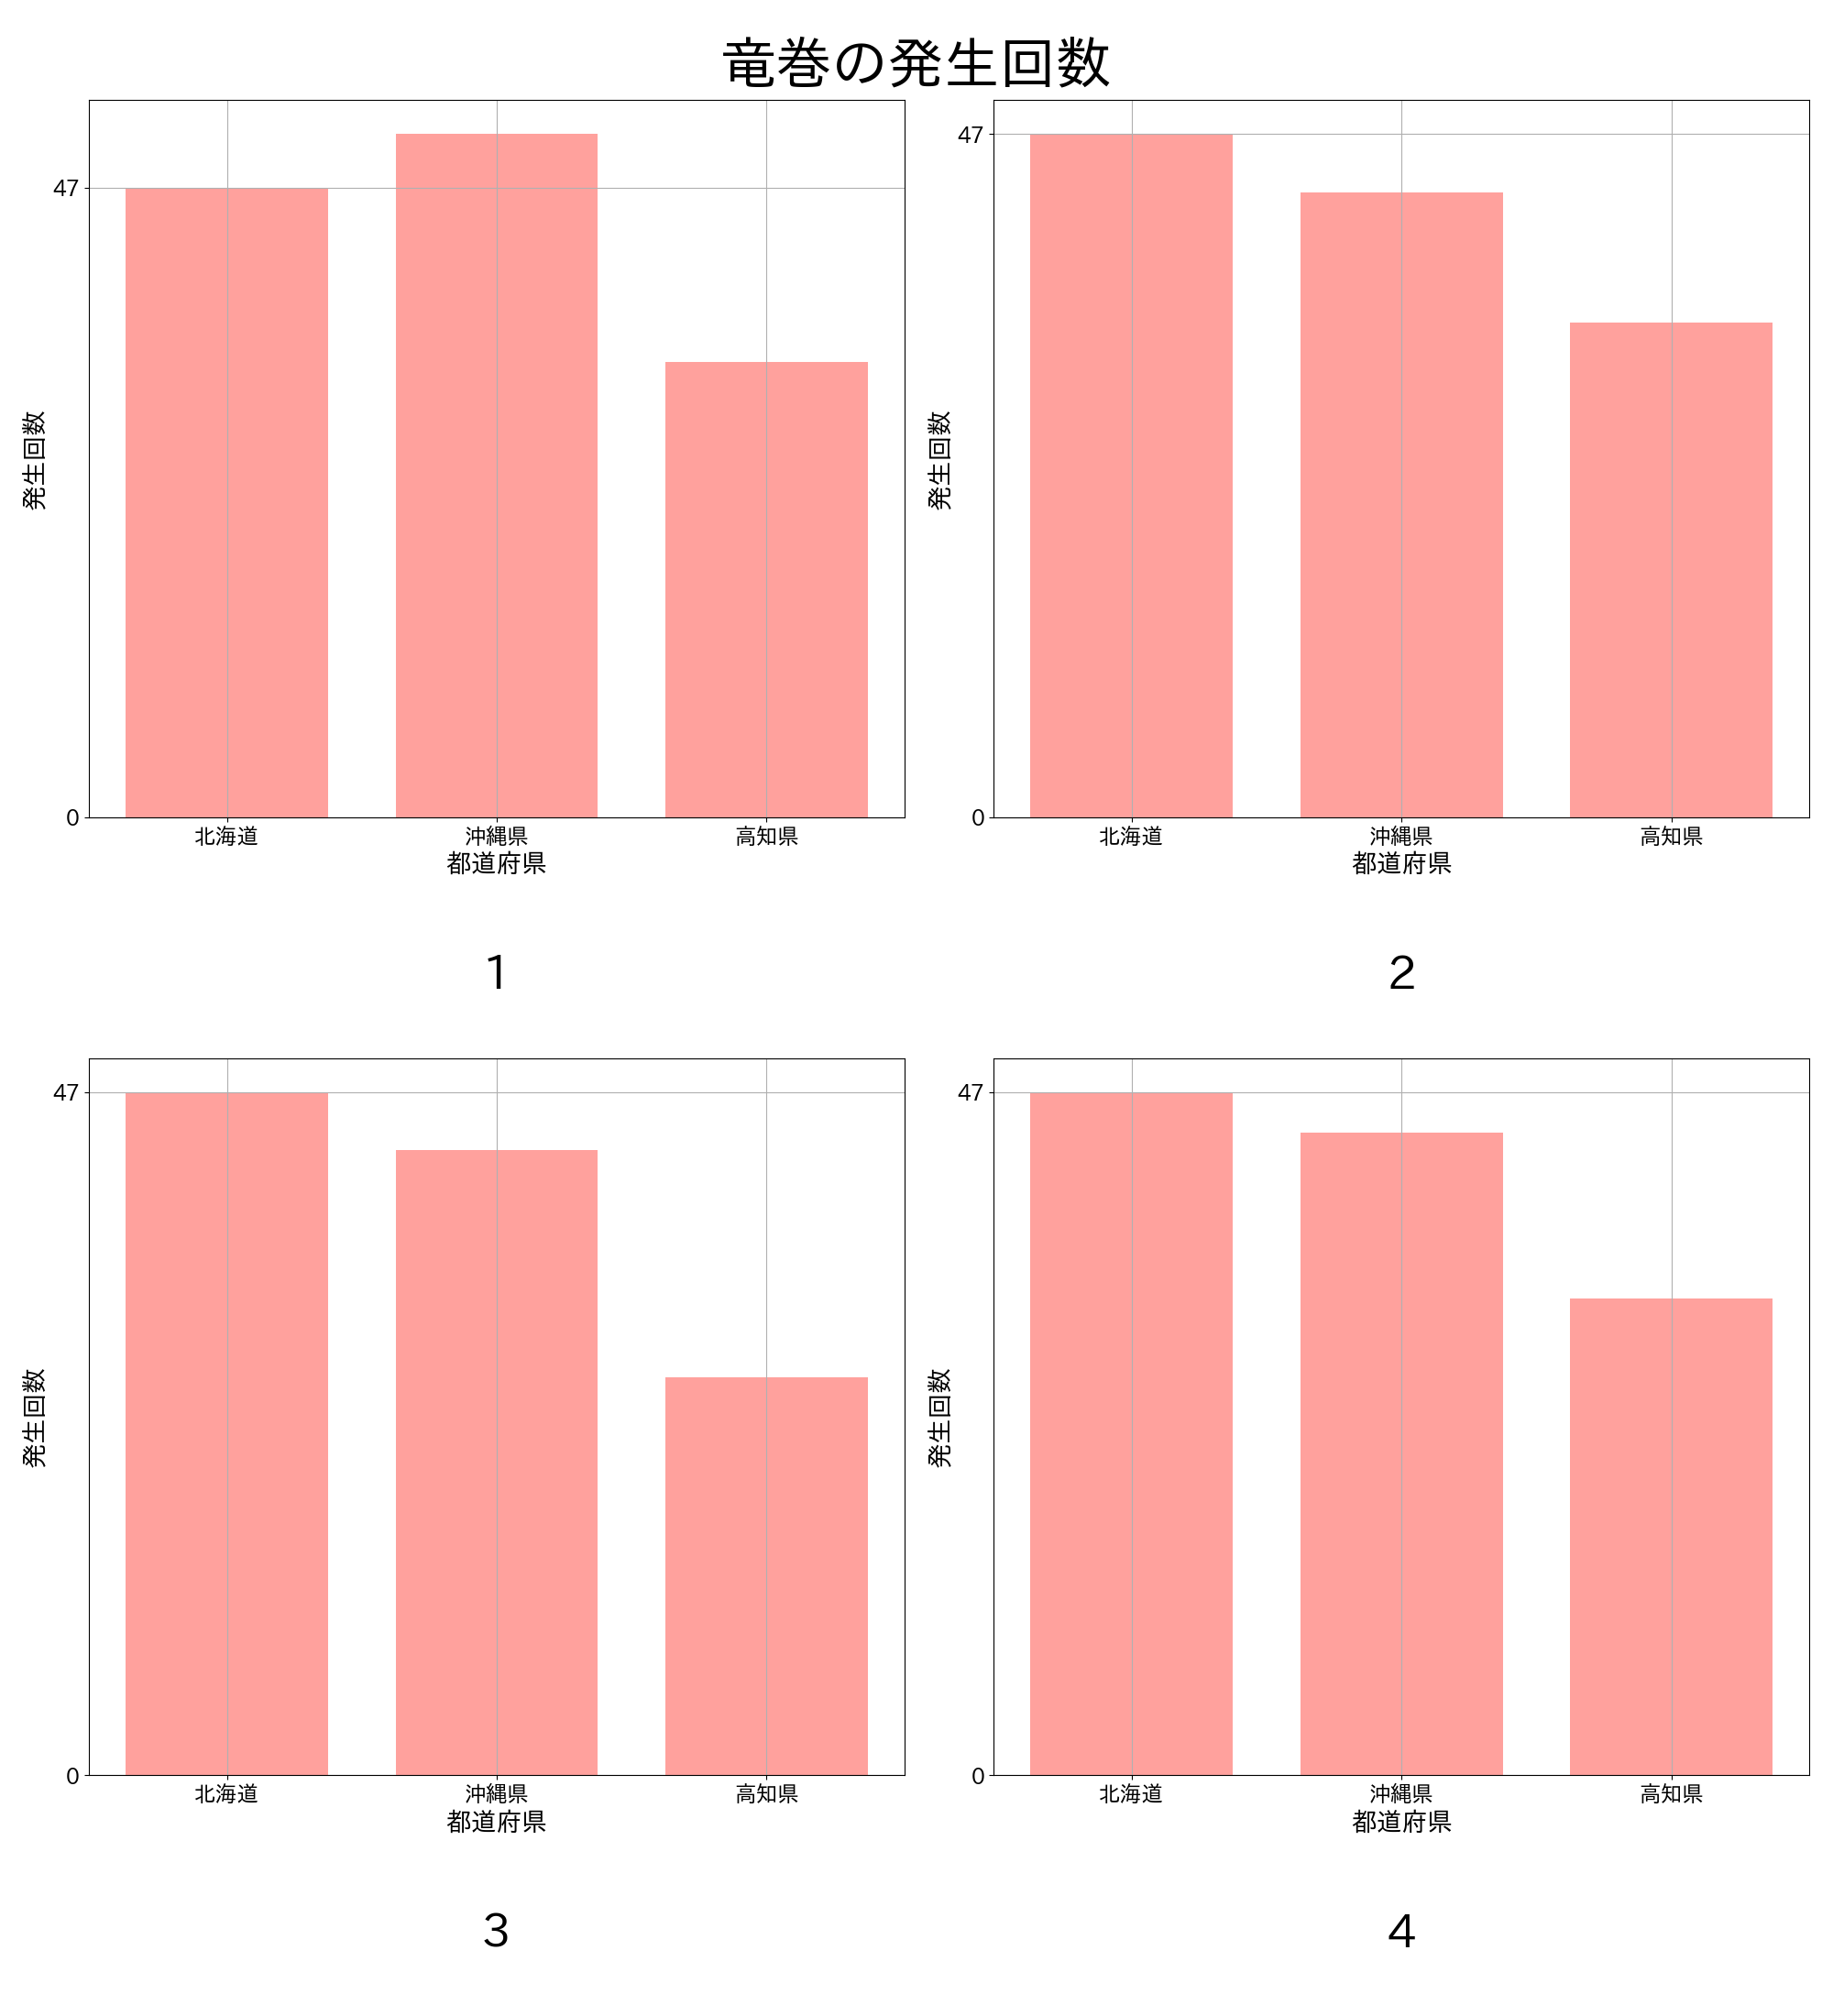 竜巻の発生回数
47
0
発生回数
北海道 沖縄県 高知県
都道府県
1
47
0
発生回数
北海道 沖縄県 高知県
都道府県
2
47
0
発生回数
北海道 沖縄県 高知県
都道府県
3
47
0
発生回数
北海道 沖縄県 高知県
都道府県
4